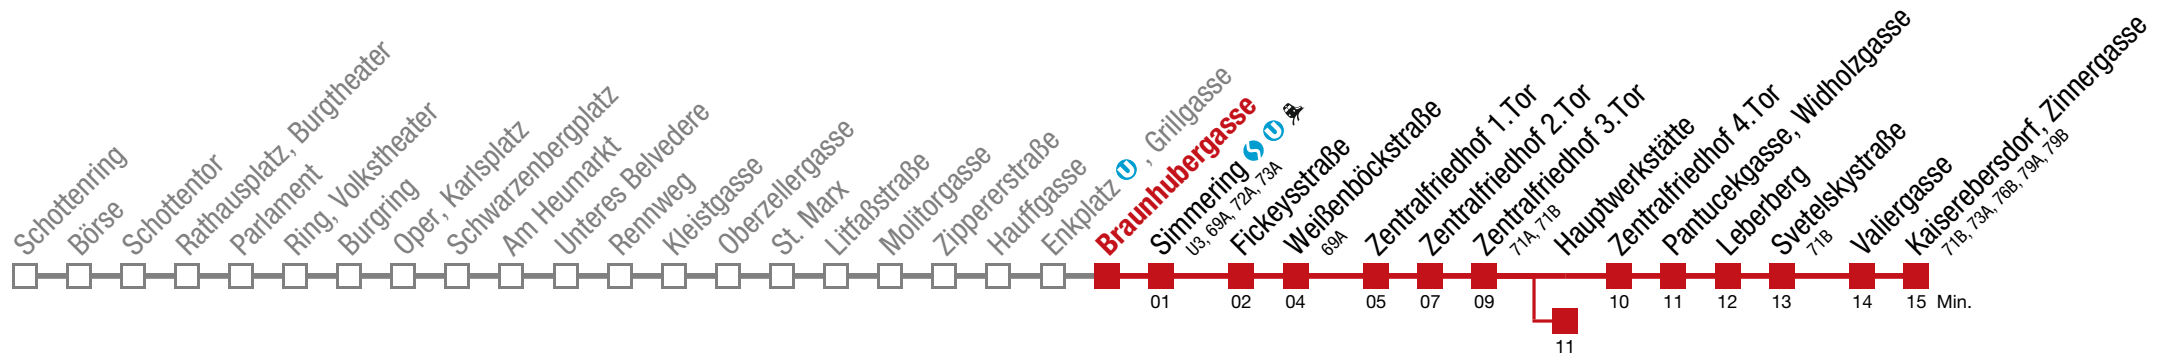 Schottenring
Börse
Schottentor
Rathausplatz, Burgtheater
Parlament
Ring, Volkstheater
Burgring
Oper, Karlsplatz
Schwarzenbergplatz
Am Heumarkt
Unteres Belvedere
Rennweg
Kleistgasse
Oberzellergasse
St. Marx
Litfaßstraße
Molitorgasse
Zippererstraße
Hauffgasse
Enkplatz U, Grillgasse
Braunhubergasse
Simmering S U
U3, 69A, 72A, 73A
Fickeysstraße
Weißenböckstraße
69A
Zentralfriedhof 1.Tor
Zentralfriedhof 2.Tor
Zentralfriedhof 3.Tor
71A, 71B
Hauptwerkstätte
Zentralfriedhof 4.Tor
Pantucekgasse, Widholzgasse
Leberberg
Svetelskystraße
71B
Valiergasse
Kaiserebersdorf, Zinnergasse
71B, 73A, 76B, 79A, 79B
01 02 04 05 07 09 10 11 12 13 14 15 Min.
11